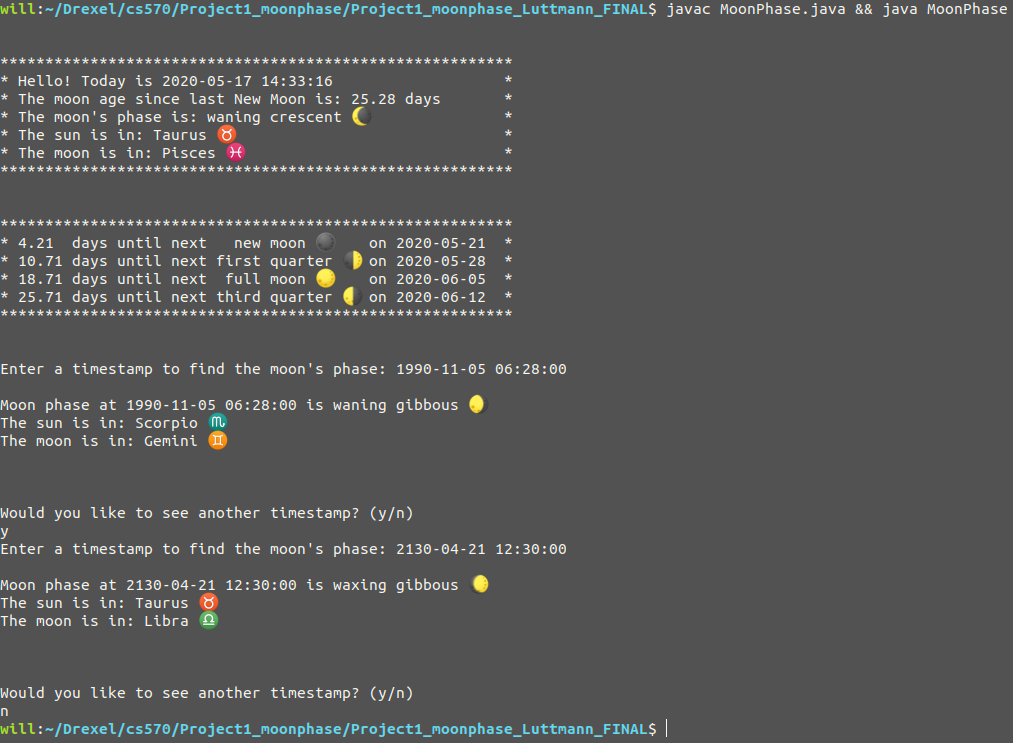 will:~/Drexel/cs570/Project1_moonphase/Project1_moonphase_Luttmann_FINAL$ javac MoonPhase.java && java MoonPhase
*********************************************************
* Hello! Today is 2020-05-17 14:33:16                   *
* The moon age since last New Moon is: 25.28 days       *
* The moon's phase is: waning crescent 🌘               *
* The sun is in: Taurus ♉                              *
* The moon is in: Pisces ♓                             *
*********************************************************
*********************************************************
* 4.21  days until next   new moon 🌑    on 2020-05-21  *
* 10.71 days until next first quarter 🌓 on 2020-05-28  *
* 18.71 days until next  full moon 🌕    on 2020-06-05  *
* 25.71 days until next third quarter 🌗 on 2020-06-12  *
*********************************************************
Enter a timestamp to find the moon's phase: 1990-11-05 06:28:00
Moon phase at 1990-11-05 06:28:00 is waning gibbous 🌖
The sun is in: Scorpio ♏
The moon is in: Gemini ♊
Would you like to see another timestamp? (y/n)
y
Enter a timestamp to find the moon's phase: 2130-04-21 12:30:00
Moon phase at 2130-04-21 12:30:00 is waxing gibbous 🌔
The sun is in: Taurus ♉
The moon is in: Libra ♎
Would you like to see another timestamp? (y/n)
n
will:~/Drexel/cs570/Project1_moonphase/Project1_moonphase_Luttmann_FINAL$